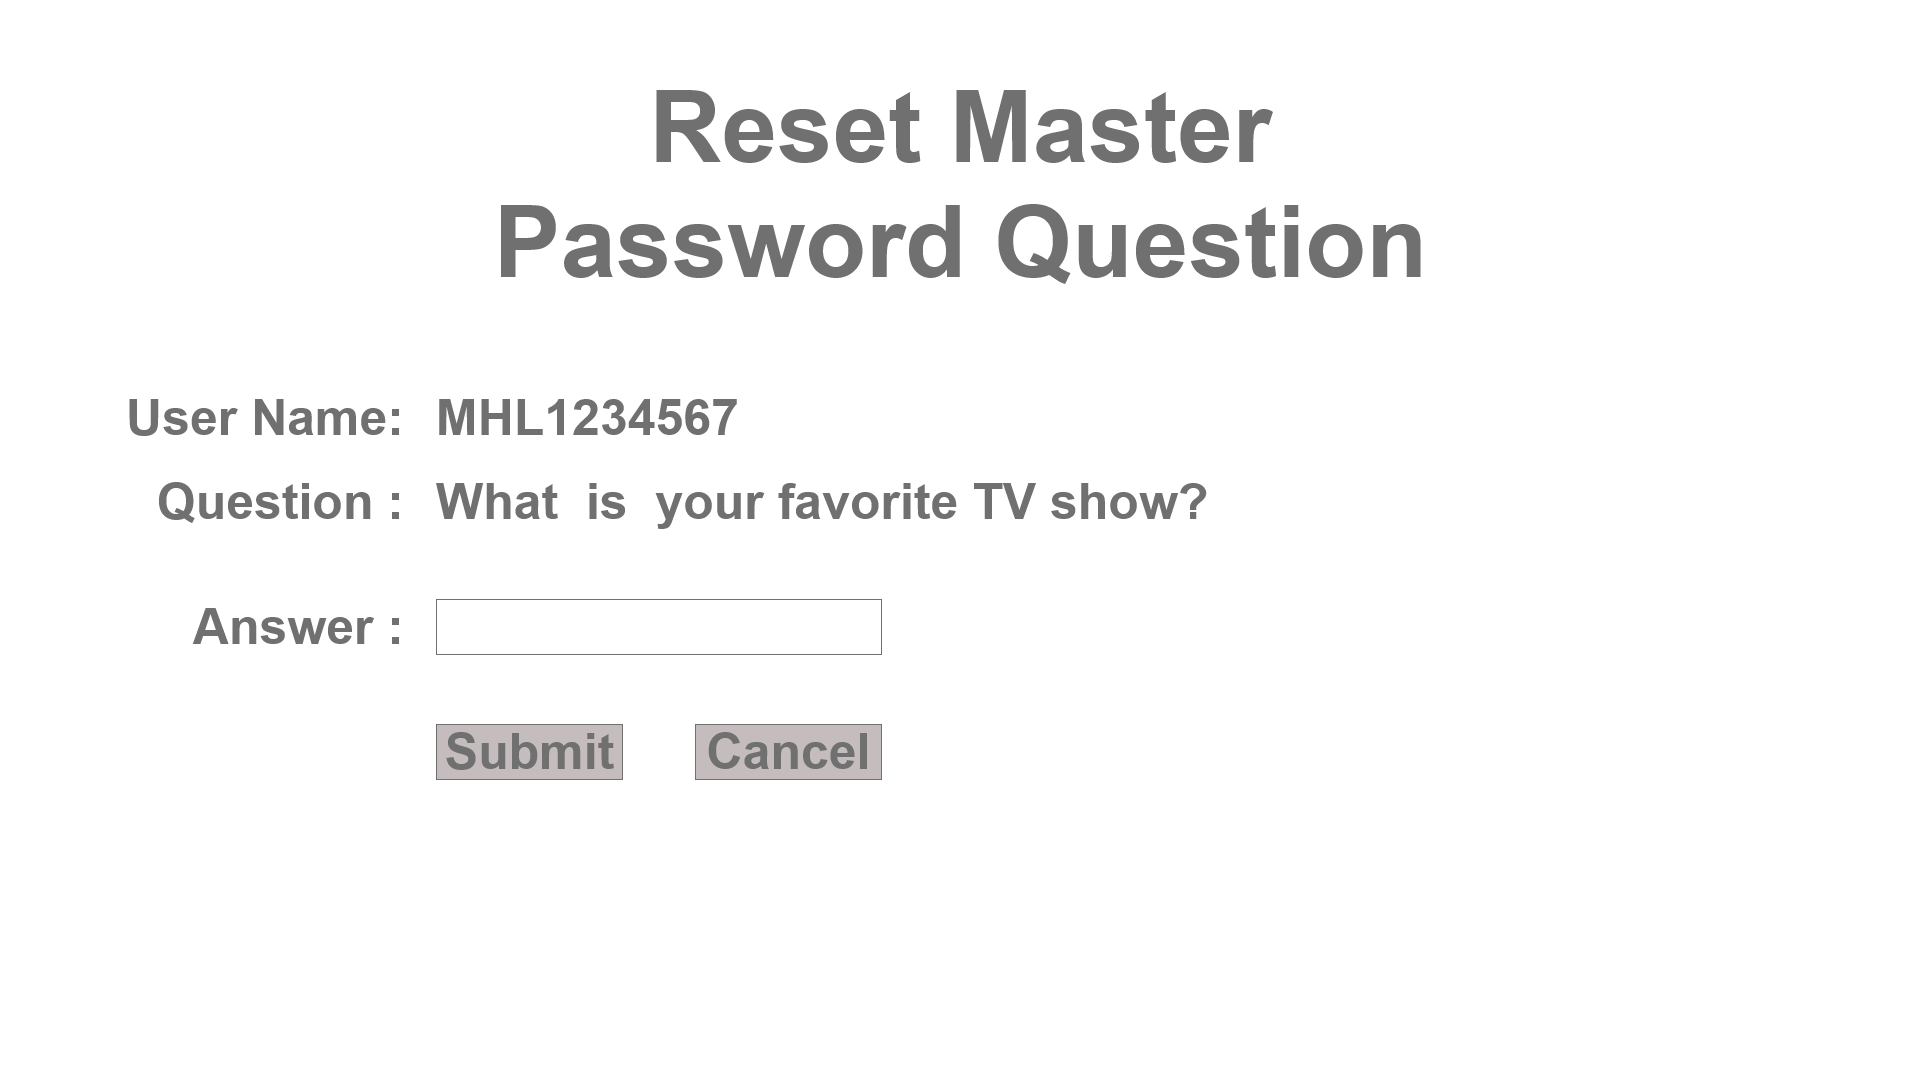 Reset Master
Password Question
User Name: MHL1234567
Question : What is your favorite TV show?
Answer :
Submit Cancel